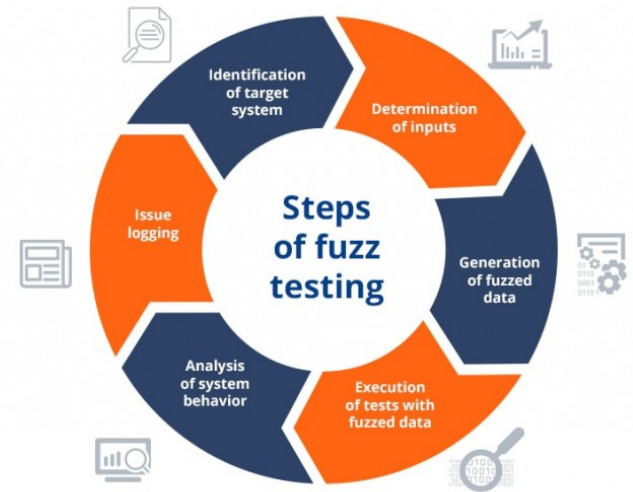 Identification
of target
system
Determination
of inputs
Generation
of fuzzed
data
Execution
of tests with
fuzzed data
Analysis
of system
behavior
Issue
logging
Steps
of fuzz
testing